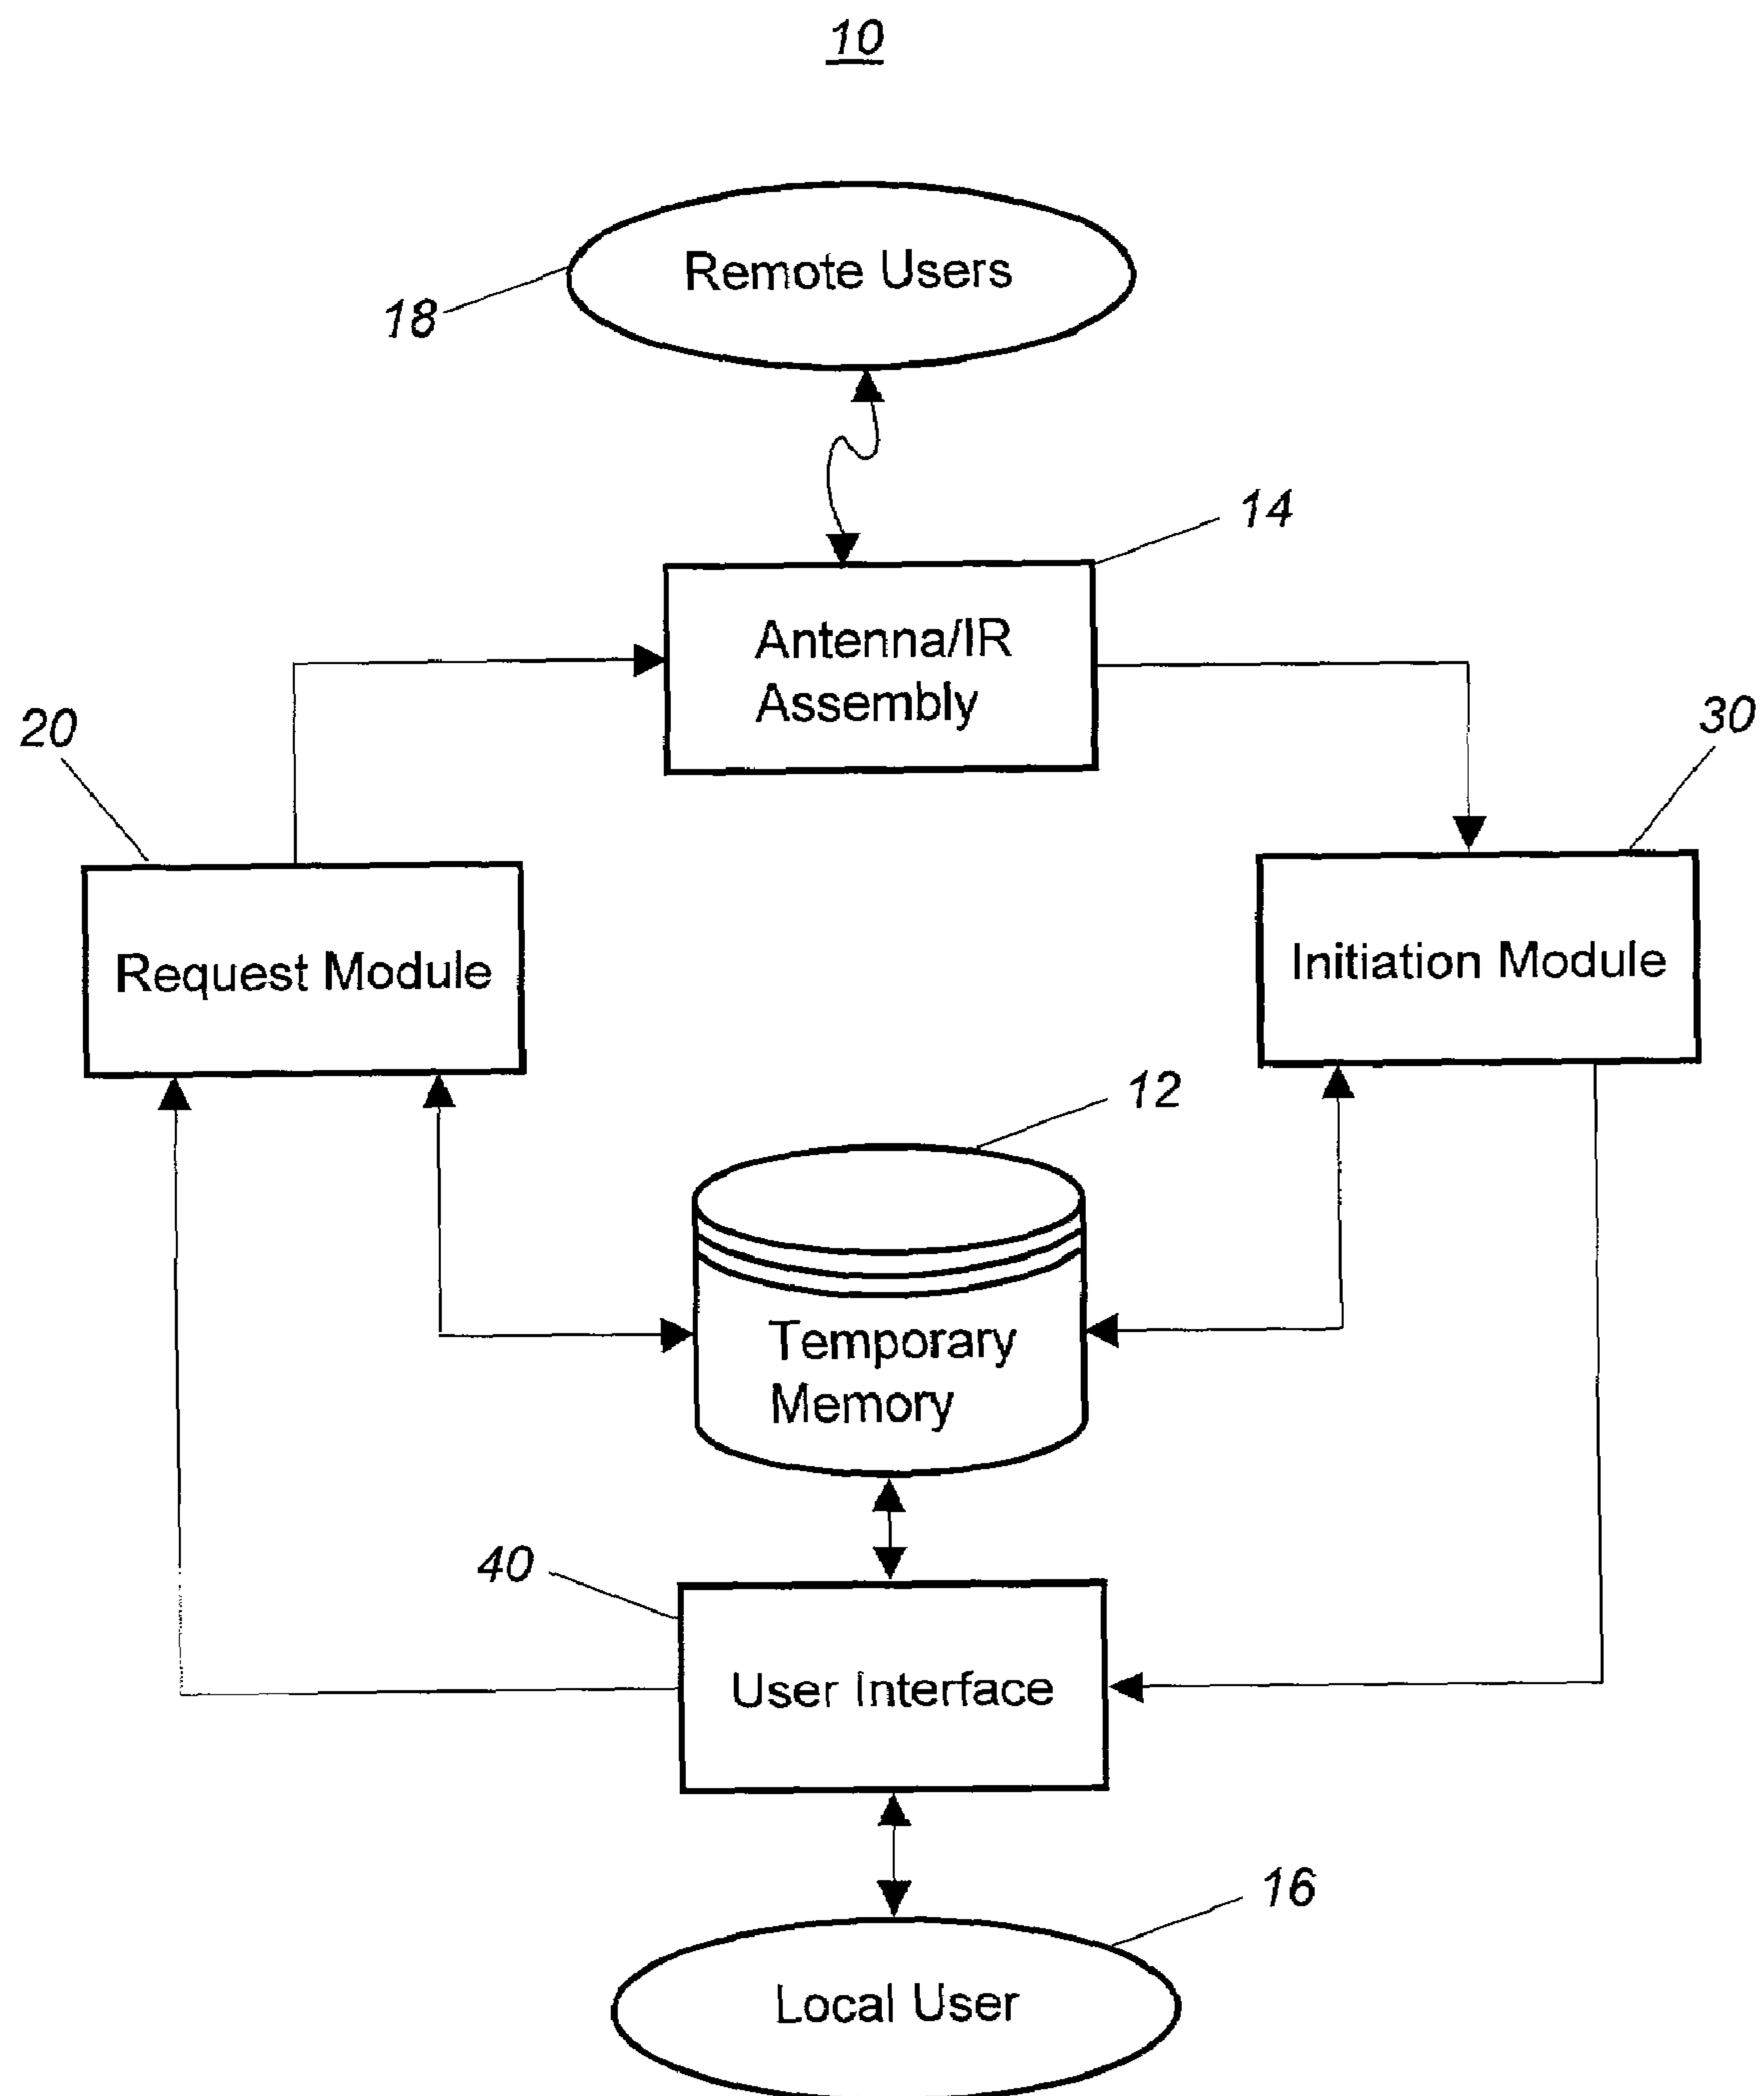 10
Remote Users
18
14
Antenna/IR
Assembly
20
30
Request Module
Initiation Module
12
Temporary
Memory
40
User Interface
16
Local User